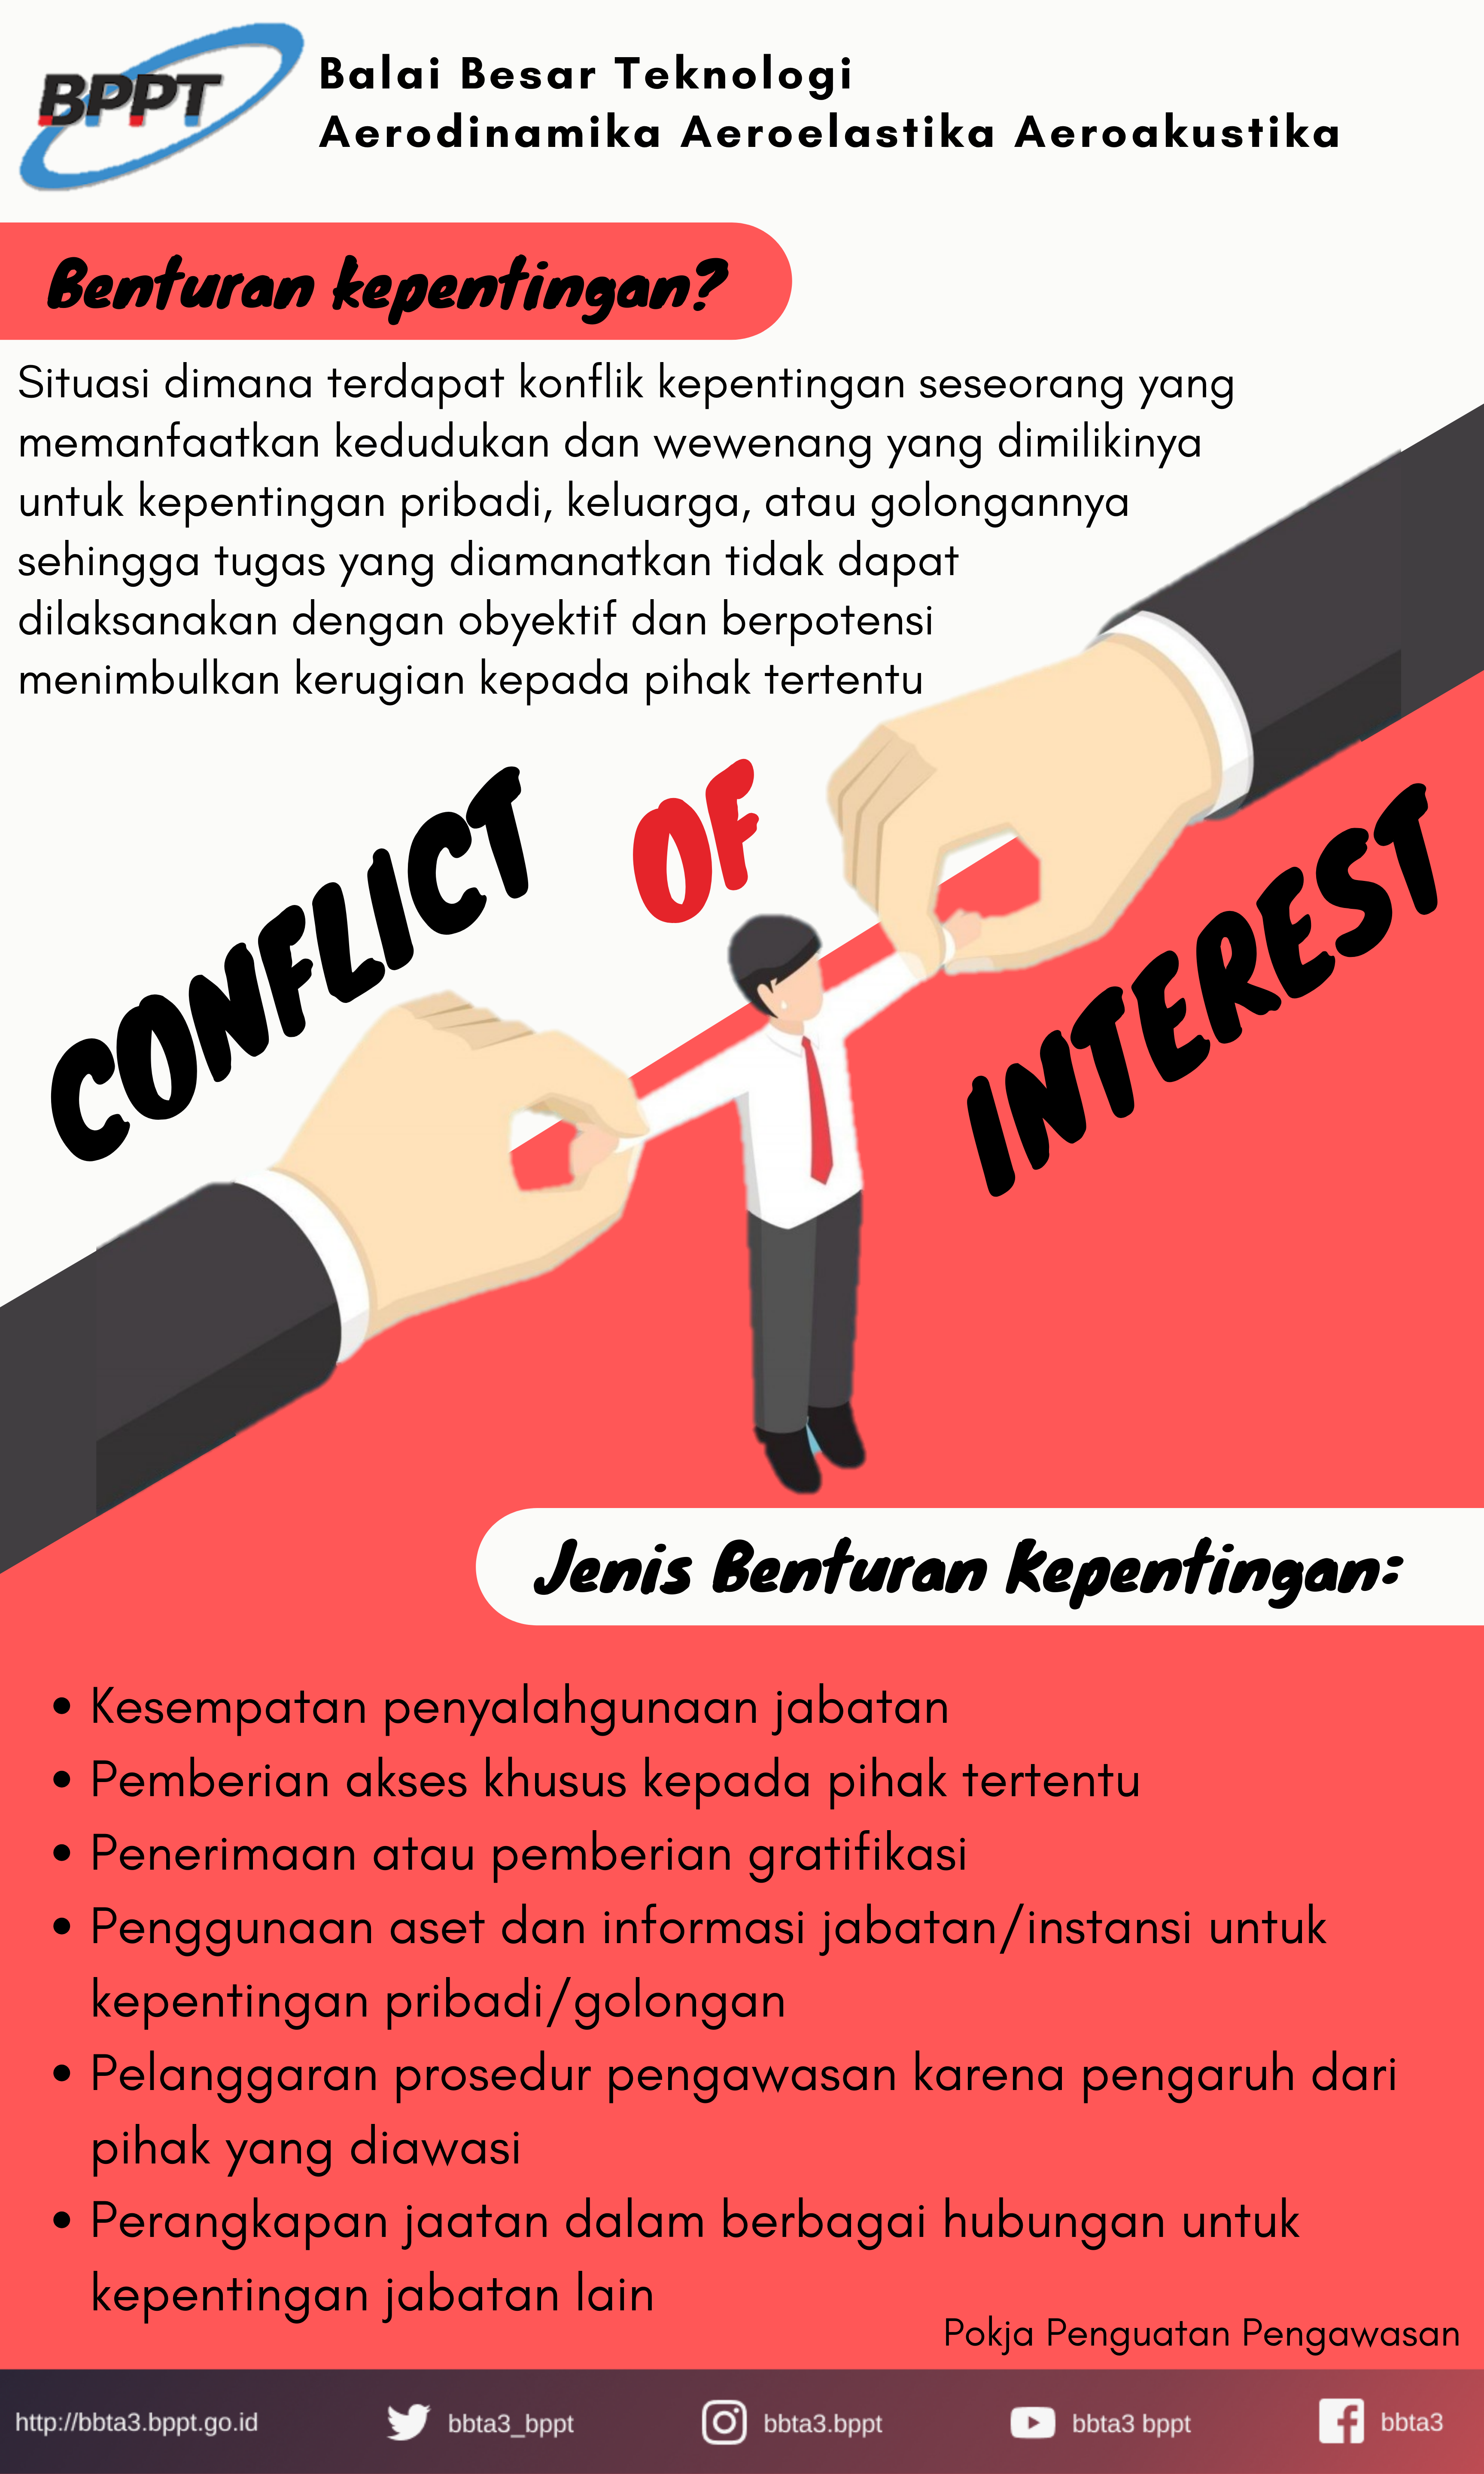 BPPT
Balai Besar Teknologi
Aerodinamika Aeroelastika Aeroakustika
Benturan kepentingan?
Situasi dimana terdapat konflik kepentingan seseorang yang
memanfaatkan kedudukan dan wewenang yang dimilikinya
untuk kepentingan pribadi, keluarga, atau golongannya
sehingga tugas yang diamanatkan tidak dapat
dilaksanakan dengan obyektif dan berpotensi
menimbulkan kerugian kepada pihak tertentu
CONFLICT OF INTEREST
Jenis Benturan Kepentingan:
• Kesempatan penyalahgunaan jabatan
• Pemberian akses khusus kepada pihak tertentu
• Penerimaan atau pemberian gratifikasi
• Penggunaan aset dan informasi jabatan/instansi untuk
kepentingan pribadi/golongan
• Pelanggaran prosedur pengawasan karena pengaruh dari
pihak yang diawasi
• Perangkapan jaatan dalam berbagai hubungan untuk
kepentingan jabatan lain
Pokja Penguatan Pengawasan
http://bbta3.bppt.go.id bbta3_bppt bbta3.bppt bbta3 bppt bbta3